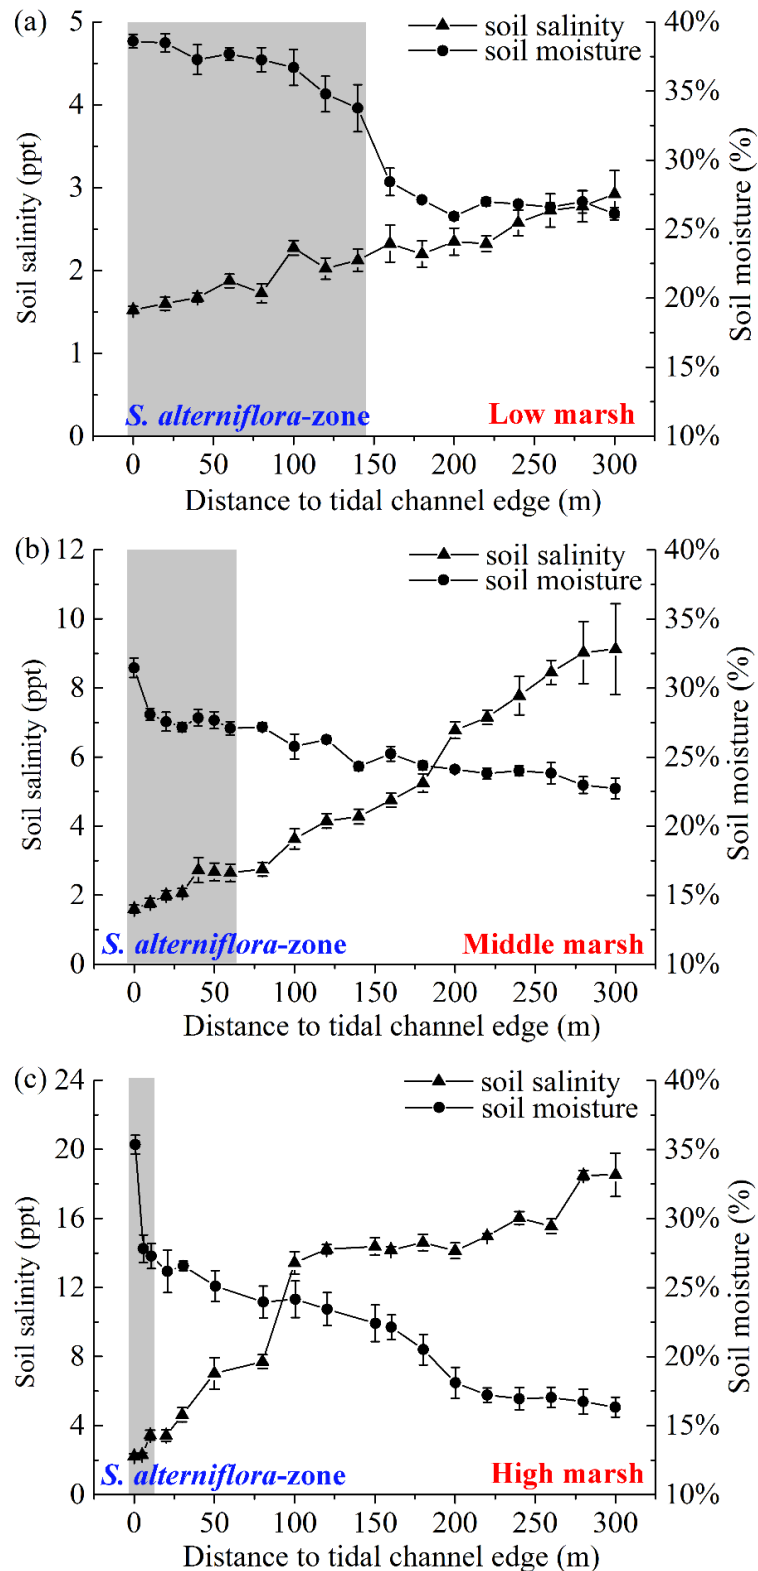 (a)
soil salinity
soil moisture
5
4
3
2
1
0
Soil salinity (ppt)
40%
35%
30%
25%
20%
15%
10%
Soil moisture (%)
S. alterniflora-zone
Low marsh
0 50 100 150 200 250 300
Distance to tidal channel edge (m)
(b)
soil salinity
soil moisture
12
10
8
6
4
2
0
Soil salinity (ppt)
40%
35%
30%
25%
20%
15%
10%
Soil moisture (%)
S. alterniflora-zone
Middle marsh
0 50 100 150 200 250 300
Distance to tidal channel edge (m)
(c)
soil salinity
soil moisture
24
20
16
12
8
4
0
Soil salinity (ppt)
40%
35%
30%
25%
20%
15%
10%
Soil moisture (%)
S. alterniflora-zone
High marsh
0 50 100 150 200 250 300
Distance to tidal channel edge (m)